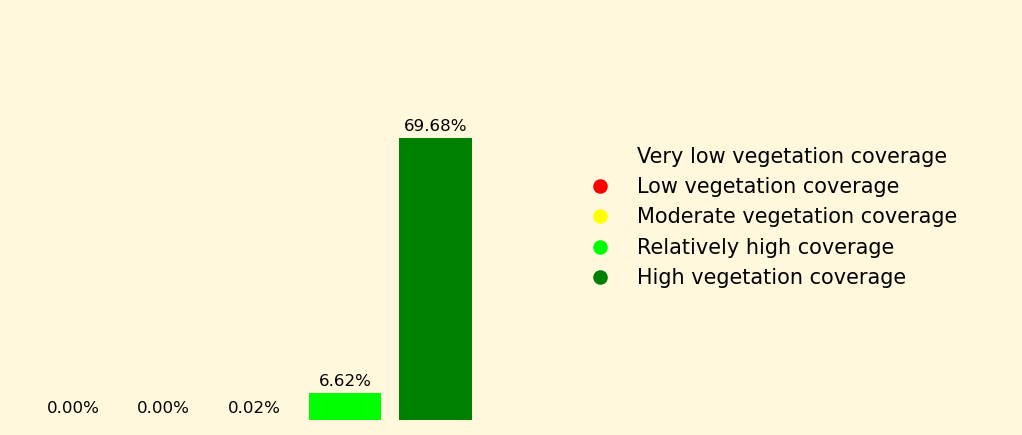 69.68%
Very low vegetation coverage
Low vegetation coverage
Moderate vegetation coverage
Relatively high coverage
High vegetation coverage
6.62%
0.00%
0.00%
0.02%